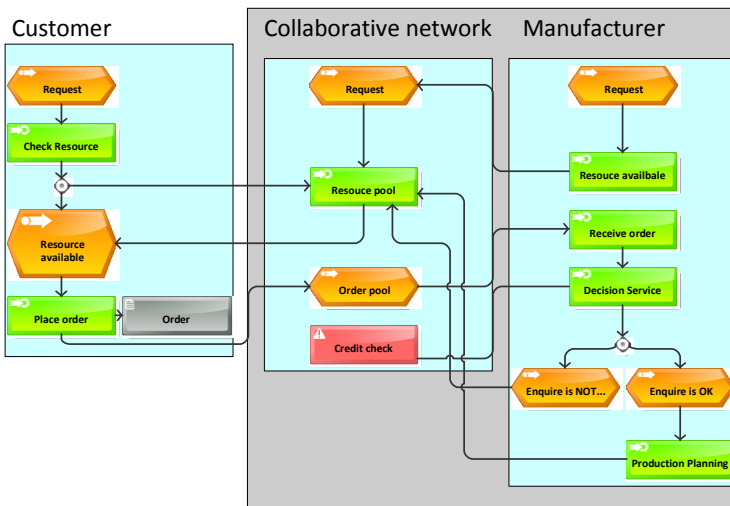 Customer
Collaborative network
Manufacturer
Request
Request
Request
Check Resource
Resouce pool
Resouce availbale
Resource
available
Receive order
Order pool
Decision Service
Place order
Order
Credit check
Enquire is NOT...
Enquire is OK
Production Planning